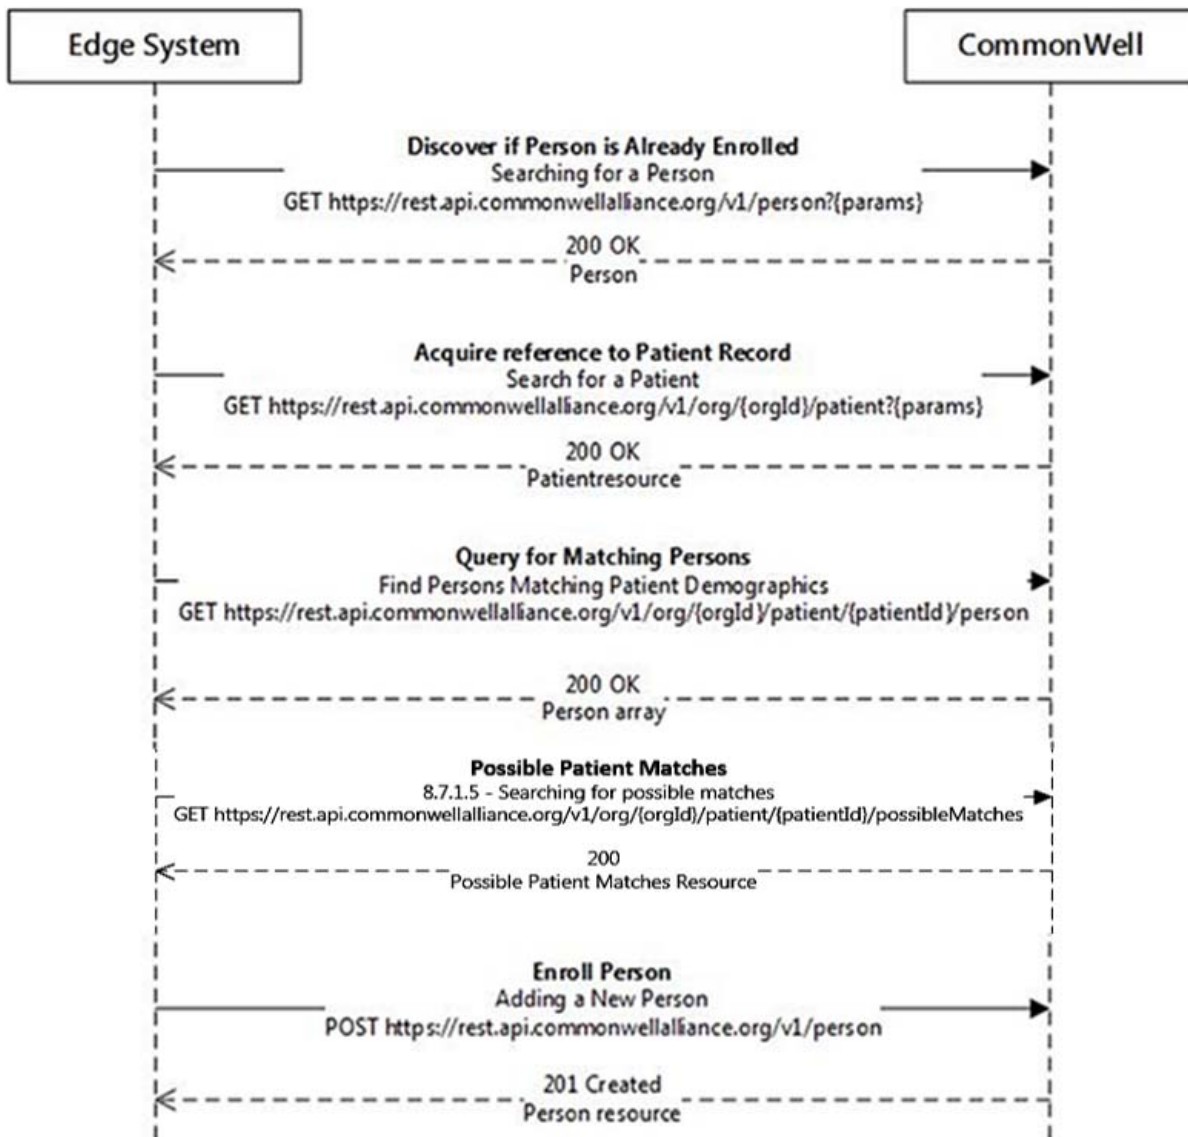 Edge System
CommonWell
Discover if Person is Already Enrolled
Searching for a Person
GET https://rest.api.commonwellalliance.org/v1/person?{params}
200 OK
Person
Acquire reference to Patient Record
Search for a Patient
GET https://rest.api.commonwellalliance.org/v1/org/{orgId}/patient?{params}
200 OK
Patientresource
Query for Matching Persons
Find Persons Matching Patient Demographics
GET https://rest.api.commonwellalliance.org/v1/org/{orgId}/patient/{patientId}/person
200 OK
Person array
Possible Patient Matches
8.7.1.5 - Searching for possible matches
GET https://rest.api.commonwellalliance.org/v1/org/{orgId}/patient/{patientId}/possibleMatches
200
Possible Patient Matches Resource
Enroll Person
Adding a New Person
POST https://rest.api.commonwellalliance.org/v1/person
201 Created
Person resource